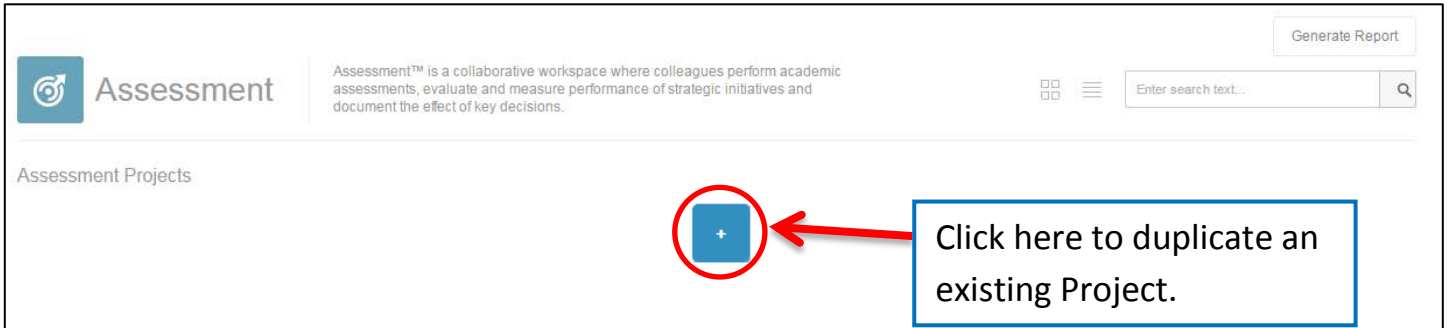 Generate Report
Assessment
Assessment™ is a collaborative workspace where colleagues perform academic
assessments, evaluate and measure performance of strategic initiatives and
document the effect of key decisions.
Enter search text...
Assessment Projects
+
Click here to duplicate an
existing Project.